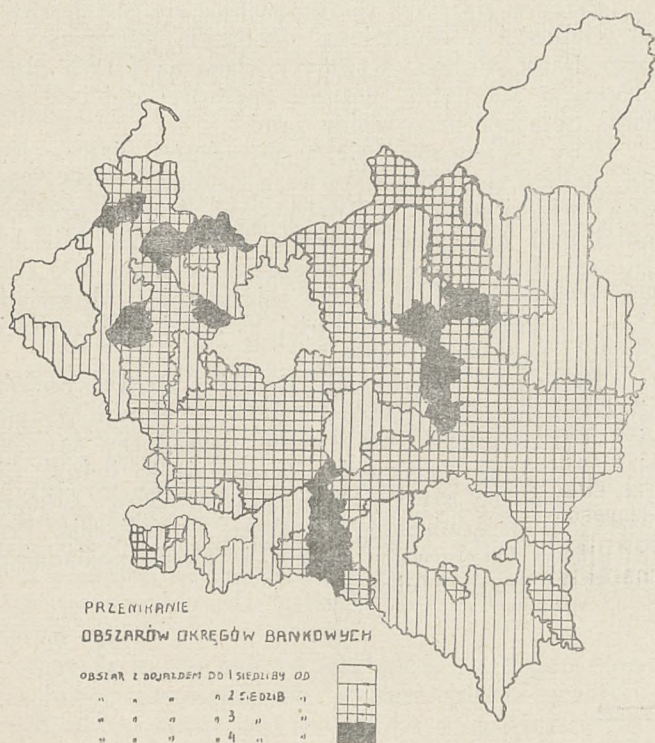 PRZENIKANIE
OBSZARÓW OKRĘGÓW BANKOWYCH
OBSZAR Z DOJAZDEM DO 1 SIEDZIBY OD
" " " " 2 SIEDZIB "
" " " " 3 " "
" " " " 4 " "